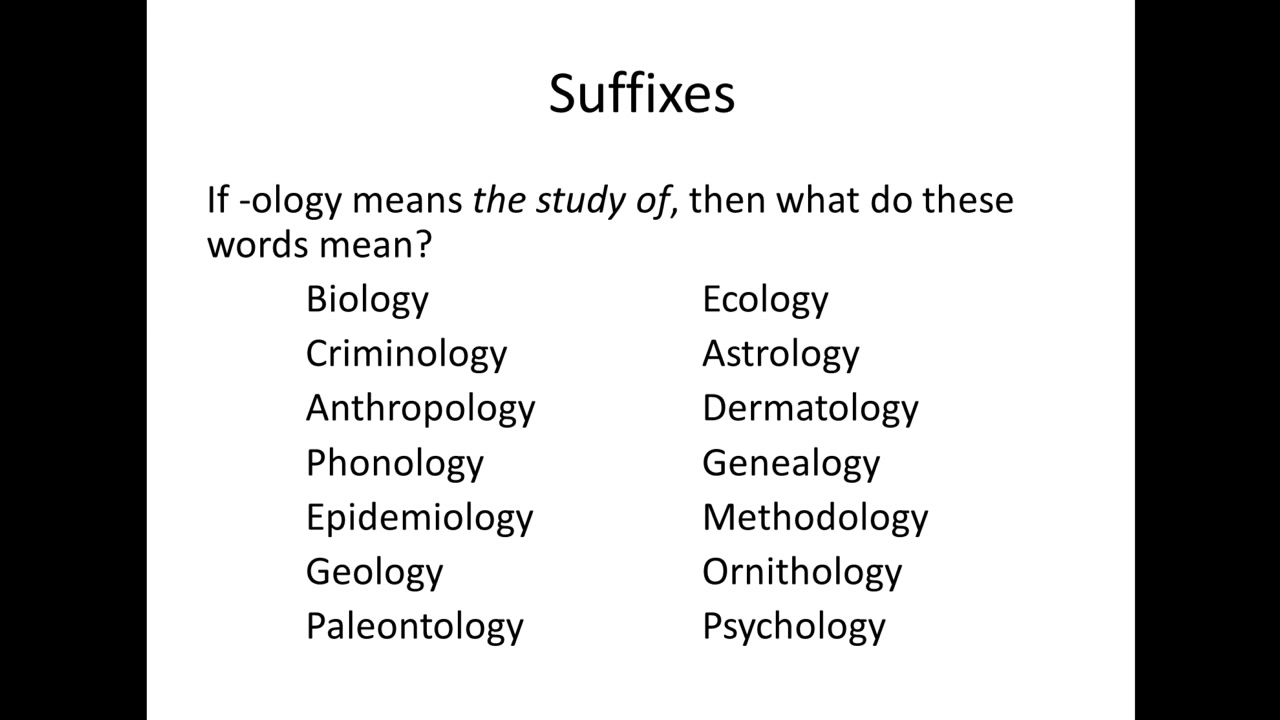 Suffixes
If -ology means the study of, then what do these
words mean?
Biology
Criminology
Anthropology
Phonology
Epidemiology
Geology
Paleontology
Ecology
Astrology
Dermatology
Genealogy
Methodology
Ornithology
Psychology